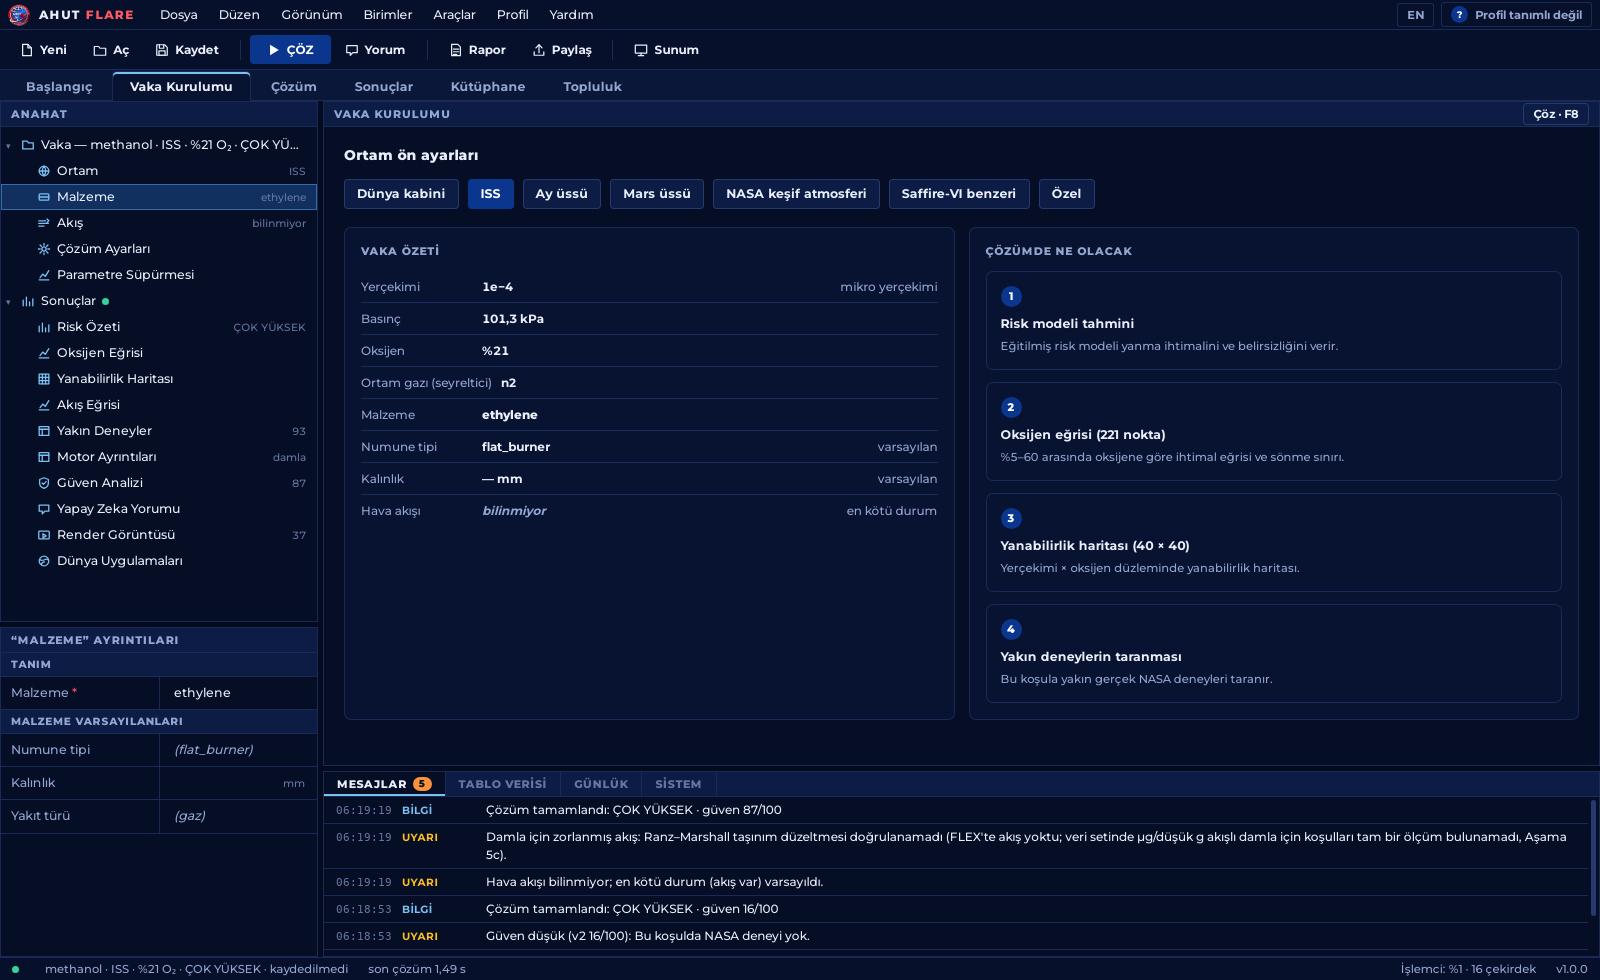 AHUT FLARE Dosya Düzen Görünüm Birimler Araçlar Profil Yardım EN ? Profil tanımlı değil
Yeni Aç Kaydet ÇÖZ Yorum Rapor Paylaş Sunum
Başlangıç Vaka Kurulumu Çözüm Sonuçlar Kütüphane Topluluk
ANAHAT
Vaka — methanol · ISS · %21 O₂ · ÇOK YÜ...
Ortam ISS
Malzeme ethylene
Akış bilinmiyor
Çözüm Ayarları
Parametre Süpürmesi
Sonuçlar
Risk Özeti ÇOK YÜKSEK
Oksijen Eğrisi
Yanabilirlik Haritası
Akış Eğrisi
Yakın Deneyler 93
Motor Ayrıntıları damla
Güven Analizi 87
Yapay Zeka Yorumu
Render Görüntüsü 37
Dünya Uygulamaları
“MALZEME” AYRINTILARI
TANIM
Malzeme * ethylene
MALZEME VARSAYILANLARI
Numune tipi (flat_burner)
Kalınlık mm
Yakıt türü (gaz)
VAKA KURULUMU Çöz · F8
Ortam ön ayarları
Dünya kabini ISS Ay üssü Mars üssü NASA keşif atmosferi Saffire-VI benzeri Özel
VAKA ÖZETİ
Yerçekimi 1e−4 mikro yerçekimi
Basınç 101,3 kPa
Oksijen %21
Ortam gazı (seyreltici) n2
Malzeme ethylene
Numune tipi flat_burner varsayılan
Kalınlık — mm varsayılan
Hava akışı bilinmiyor en kötü durum
ÇÖZÜMDE NE OLACAK
1
Risk modeli tahmini
Eğitilmiş risk modeli yanma ihtimalini ve belirsizliğini verir.
2
Oksijen eğrisi (221 nokta)
%5–60 arasında oksijene göre ihtimal eğrisi ve sönme sınırı.
3
Yanabilirlik haritası (40 × 40)
Yerçekimi × oksijen düzleminde yanabilirlik haritası.
4
Yakın deneylerin taranması
Bu koşula yakın gerçek NASA deneyleri taranır.
MESAJLAR 5 TABLO VERİSİ GÜNLÜK SİSTEM
06:19:19 BİLGİ Çözüm tamamlandı: ÇOK YÜKSEK · güven 87/100
06:19:19 UYARI Damla için zorlanmış akış: Ranz–Marshall taşınım düzeltmesi doğrulanamadı (FLEX'te akış yoktu; veri setinde µg/düşük g akışlı damla için koşulları tam bir ölçüm bulunamadı, Aşama
5c).
06:19:19 UYARI Hava akışı bilinmiyor; en kötü durum (akış var) varsayıldı.
06:18:53 BİLGİ Çözüm tamamlandı: ÇOK YÜKSEK · güven 16/100
06:18:53 UYARI Güven düşük (v2 16/100): Bu koşulda NASA deneyi yok.
methanol · ISS · %21 O₂ · ÇOK YÜKSEK · kaydedilmedi son çözüm 1,49 s İşlemci: %1 · 16 çekirdek v1.0.0